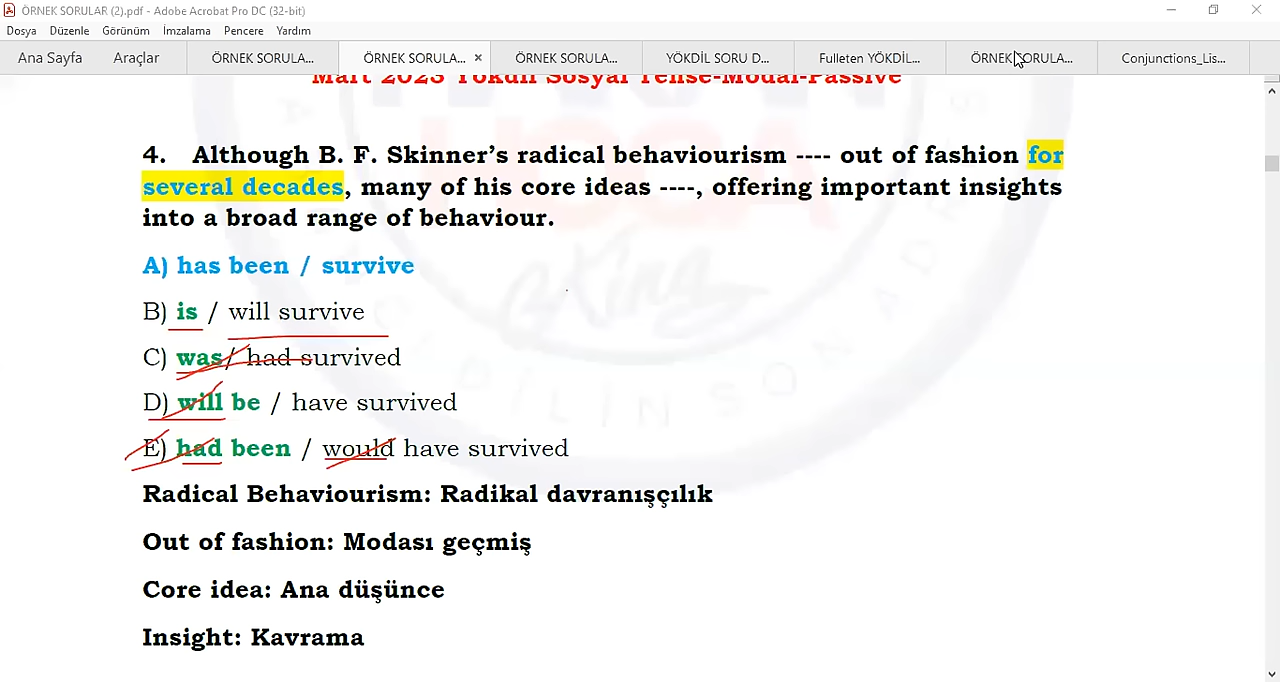 ÖRNEK SORULAR (2).pdf - Adobe Acrobat Pro DC (32-bit)
Dosya Düzenle Görünüm İmzalama Pencere Yardım
Ana Sayfa Araçlar ÖRNEK SORULA... ÖRNEK SORULA... × ÖRNEK SORULA... YÖKDİL SORU D... Fulleten YÖKDİL... ÖRNEK SORULA... Conjunctions_Lis...
Mart 2023 Yökdil Sosyal Tense-Modal-Passive
4. Although B. F. Skinner’s radical behaviourism ---- out of fashion for
several decades, many of his core ideas ----, offering important insights
into a broad range of behaviour.
A) has been / survive
B) is / will survive
C) was/ had survived
D) will be / have survived
E) had been / would have survived
Radical Behaviourism: Radikal davranışçılık
Out of fashion: Modası geçmiş
Core idea: Ana düşünce
Insight: Kavrama